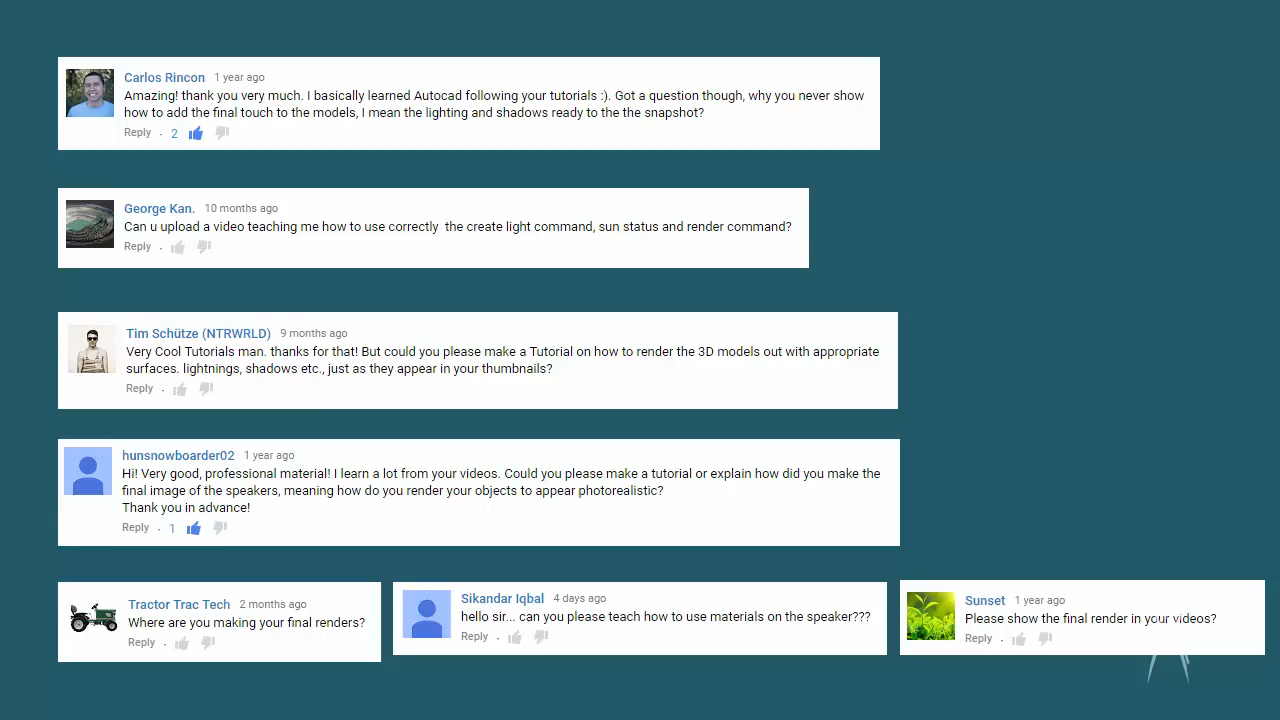 Carlos Rincon 1 year ago
Amazing! thank you very much. I basically learned Autocad following your tutorials :). Got a question though, why you never show
how to add the final touch to the models, I mean the lighting and shadows ready to the the snapshot?
Reply · 2
George Kan. 10 months ago
Can u upload a video teaching me how to use correctly the create light command, sun status and render command?
Reply ·
Tim Schütze (NTRWRLD) 9 months ago
Very Cool Tutorials man. thanks for that! But could you please make a Tutorial on how to render the 3D models out with appropriate
surfaces. lightnings, shadows etc., just as they appear in your thumbnails?
Reply ·
hunsnowboarder02 1 year ago
Hi! Very good, professional material! I learn a lot from your videos. Could you please make a tutorial or explain how did you make the
final image of the speakers, meaning how do you render your objects to appear photorealistic?
Thank you in advance!
Reply · 1
Tractor Trac Tech 2 months ago
Where are you making your final renders?
Reply ·
Sikandar Iqbal 4 days ago
hello sir... can you please teach how to use materials on the speaker???
Reply ·
Sunset 1 year ago
Please show the final render in your videos?
Reply ·